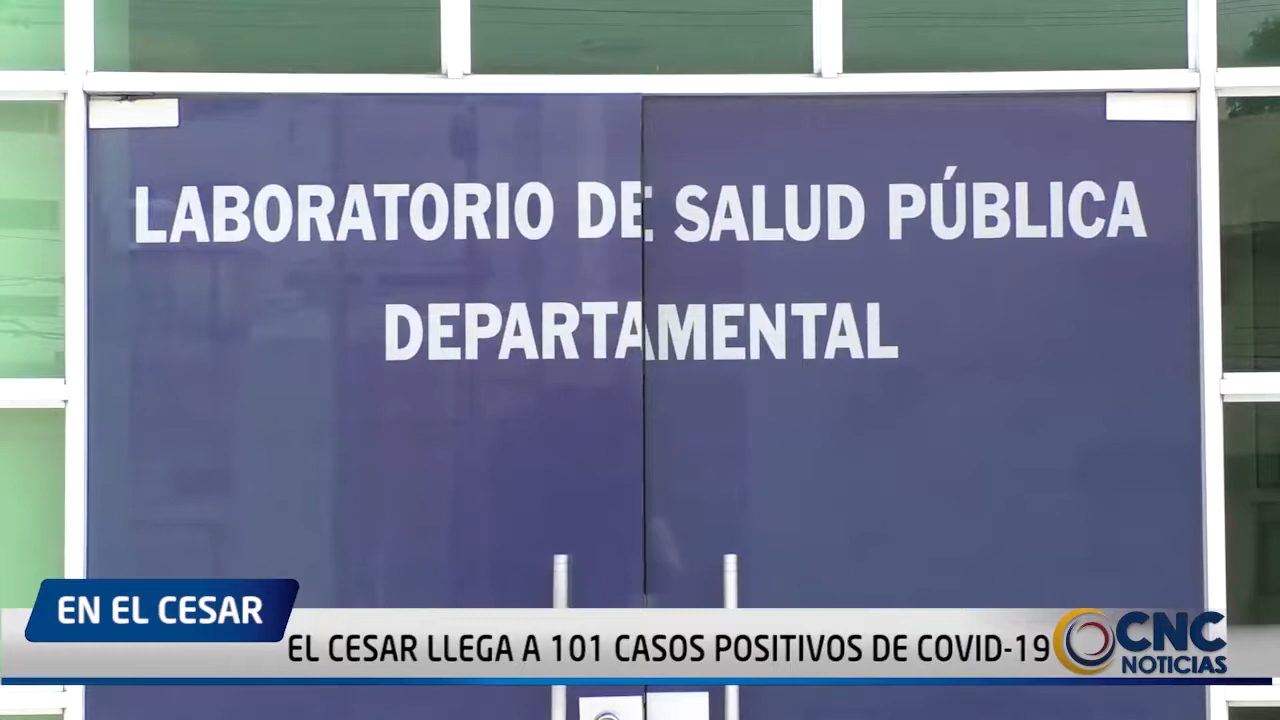 LABORATORIO DE SALUD PÚBLICA
DEPARTAMENTAL
EN EL CESAR
EL CESAR LLEGA A 101 CASOS POSITIVOS DE COVID-19
CNC
NOTICIAS